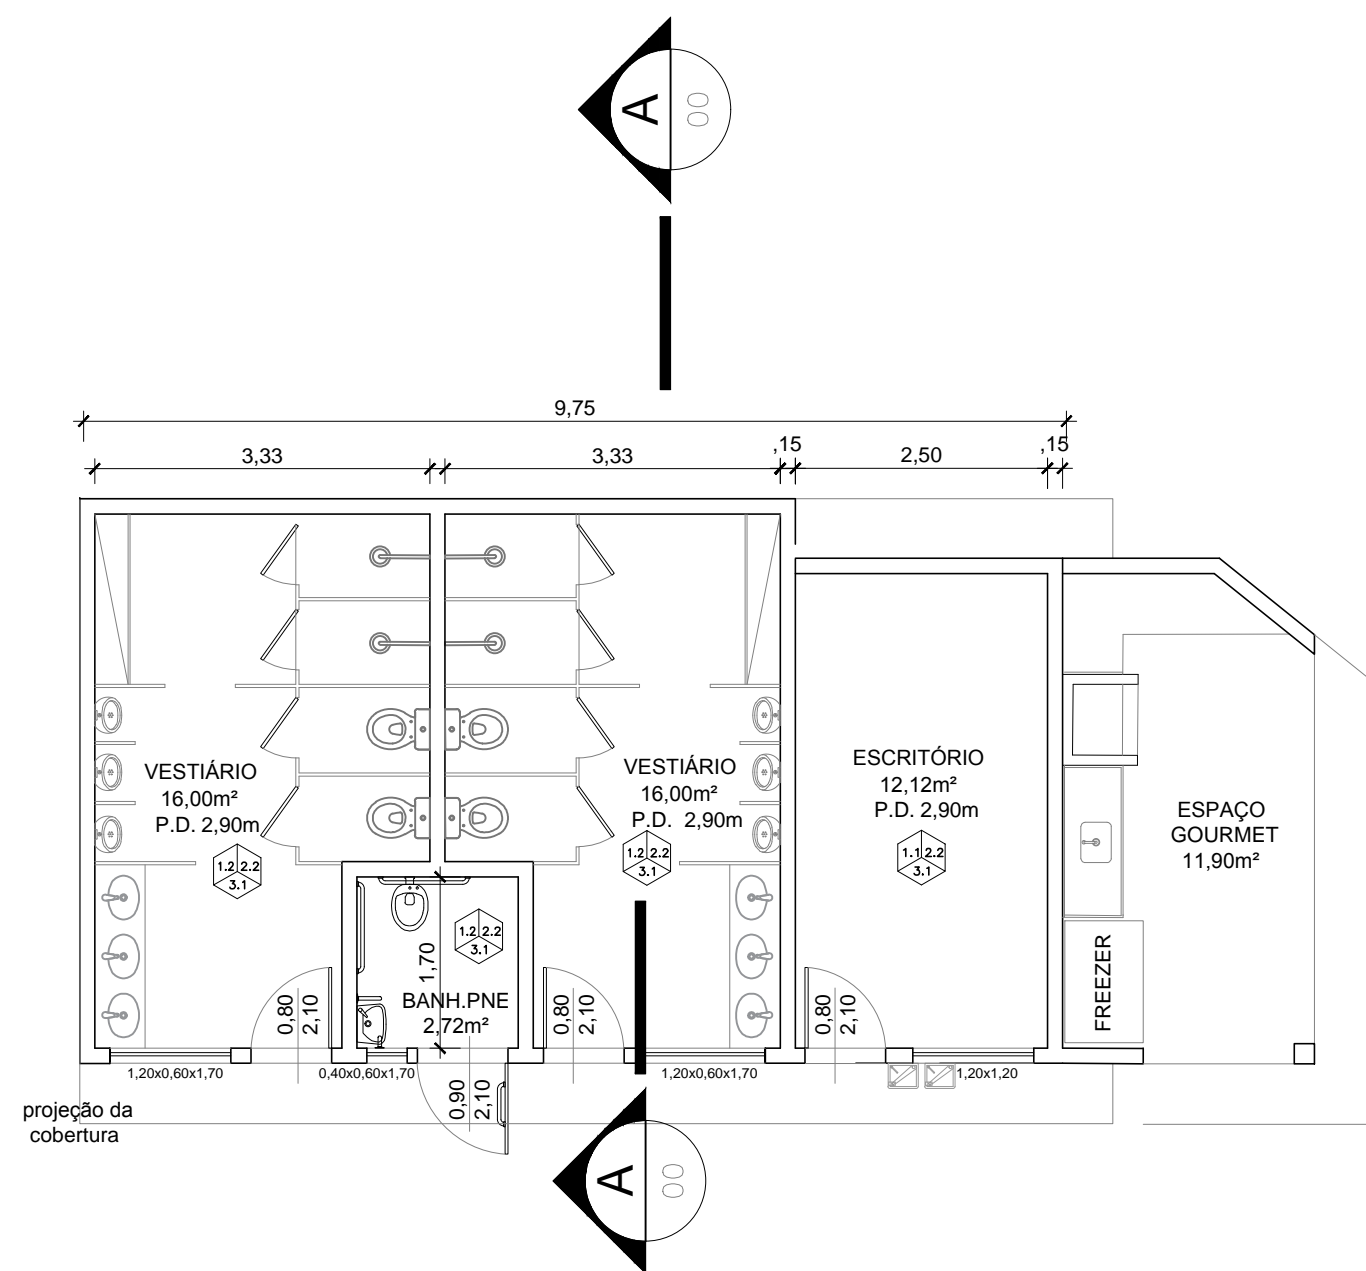 A
00
9,75
3,33
3,33
,15
2,50
,15
VESTIÁRIO
16,00m²
P.D. 2,90m
1.2 2.2
3.1
VESTIÁRIO
16,00m²
P.D. 2,90m
1.2 2.2
3.1
ESCRITÓRIO
12,12m²
P.D. 2,90m
1.1 2.2
3.1
ESPAÇO
GOURMET
11,90m²
1.2 2.2
3.1
1,70
BANH.PNE
2,72m²
FREEZER
0,80
2,10
0,80
2,10
0,80
2,10
1,20x0,60x1,70
0,40x0,60x1,70
1,20x0,60x1,70
1,20x1,20
0,90
2,10
projeção da
cobertura
A
00